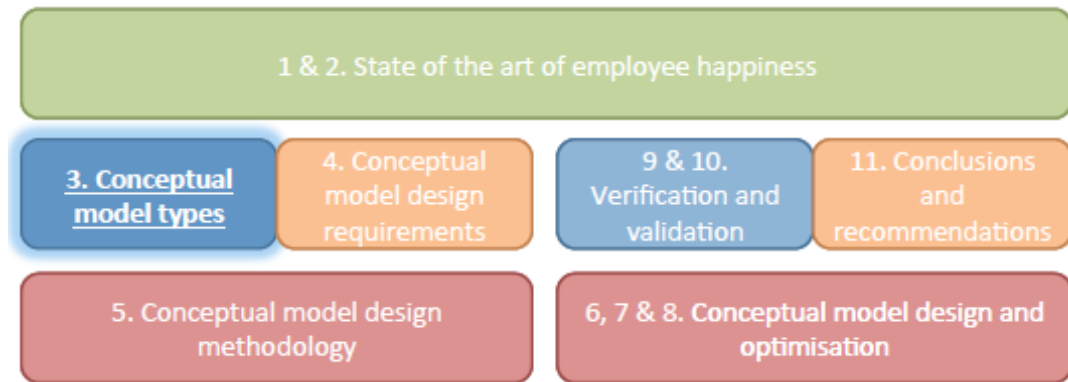 1 & 2. State of the art of employee happiness
3. Conceptual
model types
4. Conceptual
model design
requirements
9 & 10.
Verification and
validation
11. Conclusions
and
recommendations
5. Conceptual model design
methodology
6, 7 & 8. Conceptual model design and
optimisation